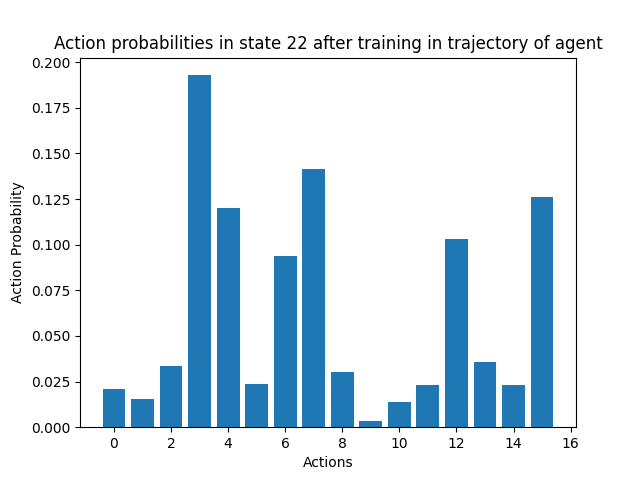 Action probabilities in state 22 after training in trajectory of agent
0.200
0.175
0.150
0.125
0.100
0.075
0.050
0.025
0.000
Action Probability
0 2 4 6 8 10 12 14 16
Actions